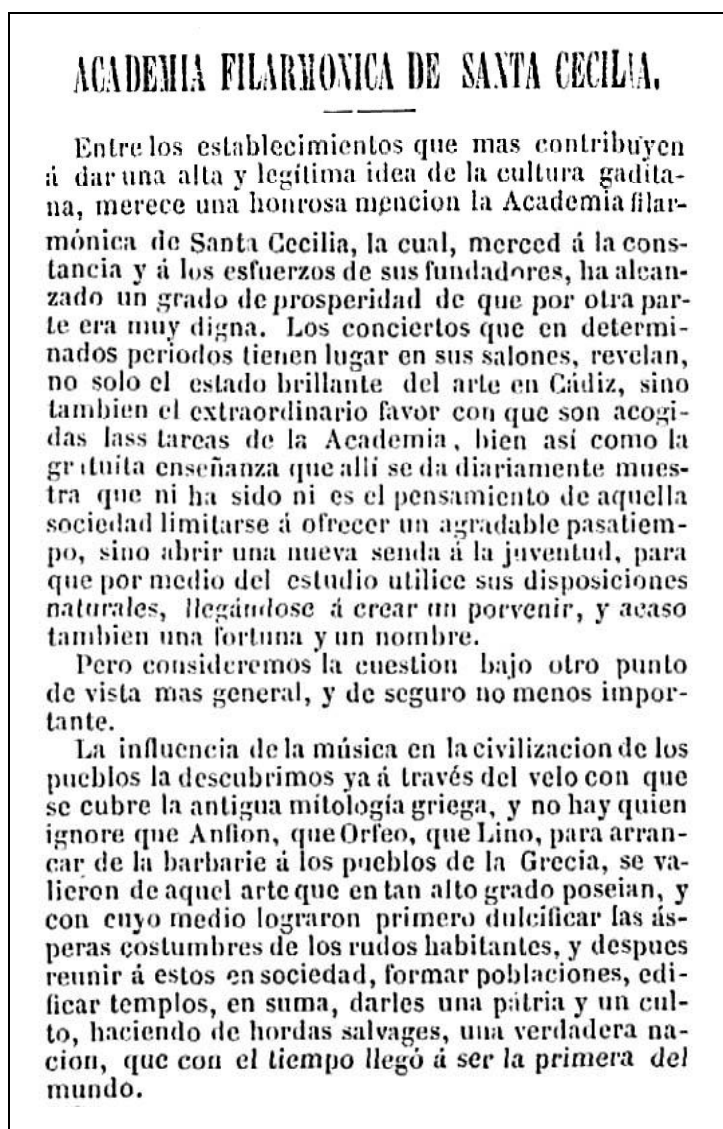 ACADEMIA FILARMONICA DE SANTA CECILIA.
Entre los establecimientos que mas contribuyen
á dar una alta y legítima idea de la cultura gadita-
na, merece una honrosa mencion la Academia filar-
mónica de Santa Cecilia, la cual, merced á la cons-
tancia y á los esfuerzos de sus fundadores, ha alcan-
zado un grado de prosperidad de que por otra par-
te era muy digna. Los conciertos que en determi-
nados periodos tienen lugar en sus salones, revelan,
no solo el estado brillante del arte en Cádiz, sino
tambien el extraordinario favor con que son acogi-
das lass tareas de la Academia, bien así como la
gratuita enseñanza que allí se da diariamente mues-
tra que ni ha sido ni es el pensamiento de aquella
sociedad limitarse á ofrecer un agradable pasatiem-
po, sino abrir una nueva senda á la juventud, para
que por medio del estudio utilice sus disposiciones
naturales, llegándose á crear un porvenir, y acaso
tambien una fortuna y un nombre.
Pero consideremos la cuestion bajo otro punto
de vista mas general, y de seguro no menos impor-
tante.
La influencia de la música en la civilizacion de los
pueblos la descubrimos ya á través del velo con que
se cubre la antigua mitología griega, y no hay quien
ignore que Anfion, que Orfeo, que Lino, para arran-
car de la barbarie á los pueblos de la Grecia, se va-
lieron de aquel arte que en tan alto grado poseian, y
con cuyo medio lograron primero dulcificar las ás-
peras costumbres de los rudos habitantes, y despues
reunir á estos en sociedad, formar poblaciones, edi-
ficar templos, en suma, darles una pátria y un cul-
to, haciendo de hordas salvages, una verdadera na-
cion, que con el tiempo llegó á ser la primera del
mundo.